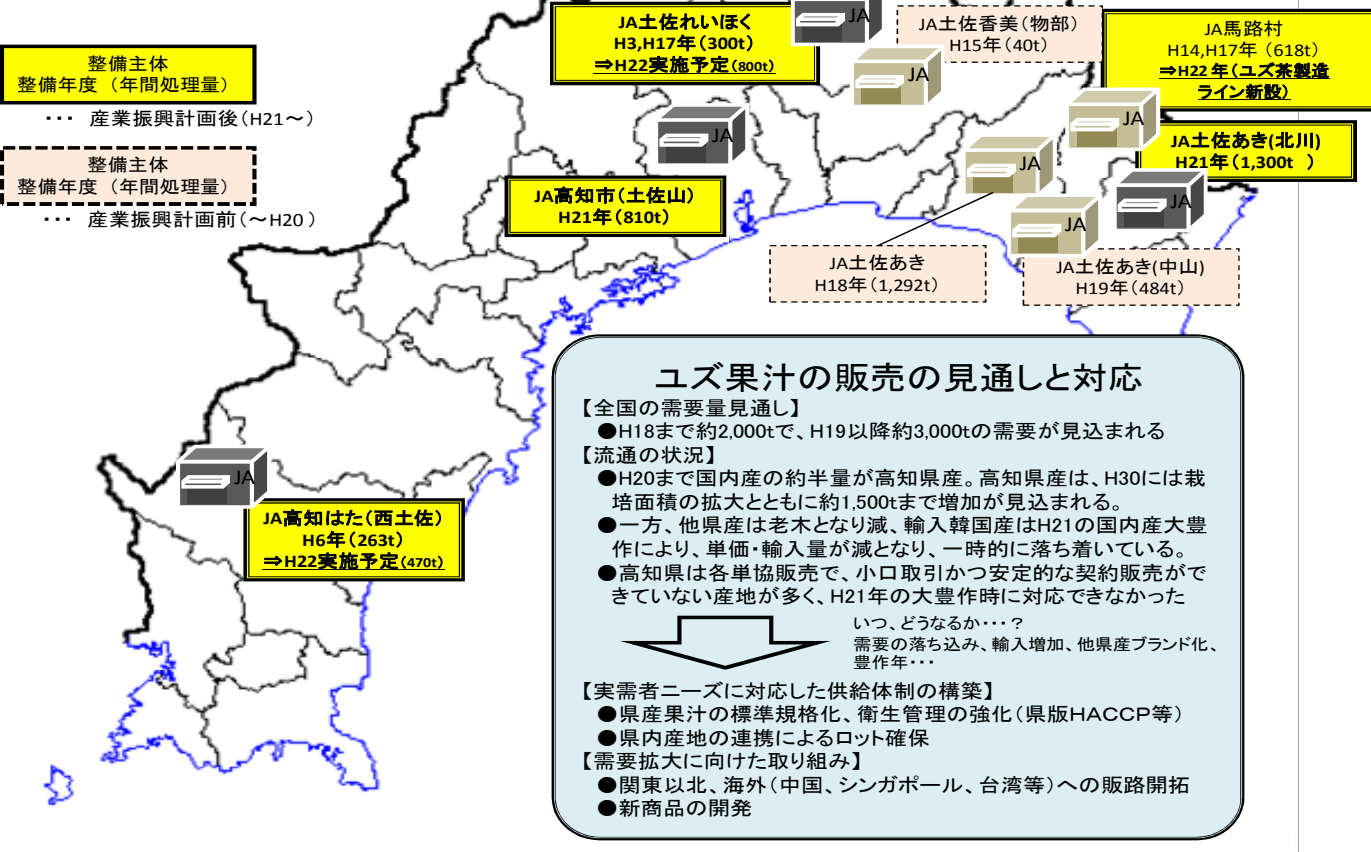 整備主体
整備年度（年間処理量）
･･･ 産業振興計画後（H21～）
整備主体
整備年度（年間処理量）
･･･ 産業振興計画前（～H20）
JA土佐れいほく
H3,H17年（300t）
⇒H22実施予定（800t）
JA
JA土佐香美（物部）
H15年（40t）
JA
JA馬路村
H14,H17年（618t）
⇒H22年（ユズ茶製造
ライン新設）
JA
JA土佐あき(北川)
H21年（1,300t ）
JA
JA
JA高知市（土佐山）
H21年（810t）
JA
JA
JA土佐あき
H18年（1,292t）
JA土佐あき(中山)
H19年（484t）
JA
JA高知はた（西土佐）
H6年（263t）
⇒H22実施予定（470t）
ユズ果汁の販売の見通しと対応
【全国の需要量見通し】
●H18まで約2,000tで、H19以降約3,000tの需要が見込まれる
【流通の状況】
●H20まで国内産の約半量が高知県産。高知県産は、H30には栽
培面積の拡大とともに約1,500tまで増加が見込まれる。
●一方、他県産は老木となり減、輸入韓国産はH21の国内産大豊
作により、単価・輸入量が減となり、一時的に落ち着いている。
●高知県は各単協販売で、小口取引かつ安定的な契約販売がで
きていない産地が多く、H21年の大豊作時に対応できなかった
いつ、どうなるか･･･？
需要の落ち込み、輸入増加、他県産ブランド化、
豊作年･･･
【実需者ニーズに対応した供給体制の構築】
●県産果汁の標準規格化、衛生管理の強化（県版HACCP等）
●県内産地の連携によるロット確保
【需要拡大に向けた取り組み】
●関東以北、海外（中国、シンガポール、台湾等）への販路開拓
●新商品の開発